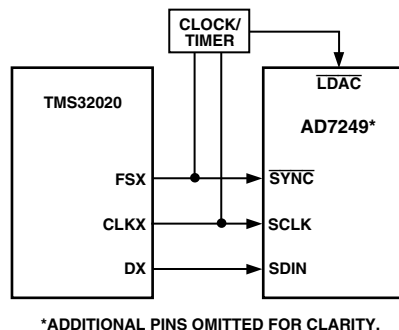 CLOCK/
TIMER
LDAC
TMS32020
AD7249*
FSX
SYNC
CLKX
SCLK
DX
SDIN
*ADDITIONAL PINS OMITTED FOR CLARITY.